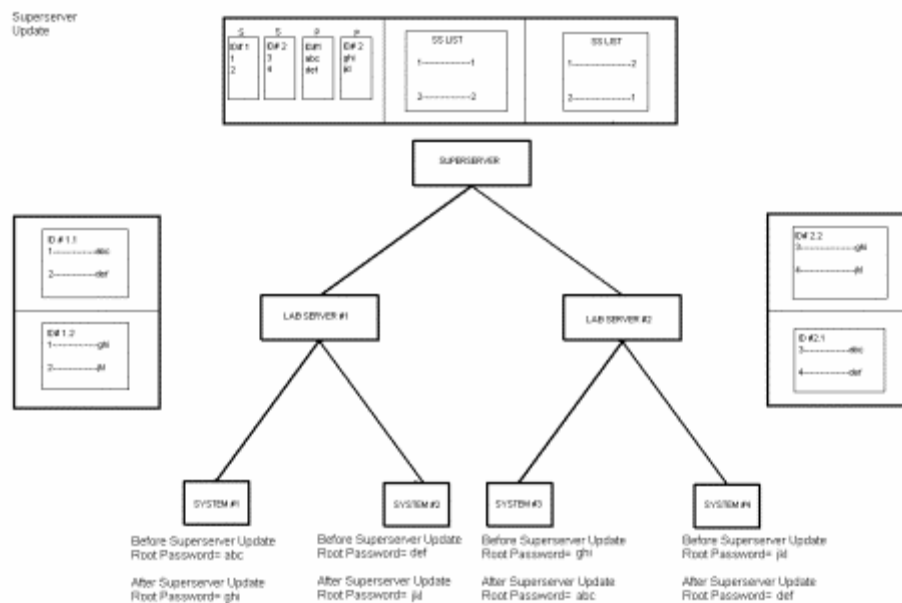 Superserver
Update
S S P P
ID# 1 ID# 2 ID#1 ID# 2
1 3 abc ghi
2 4 def jkl
SS LIST
1---------------1
2---------------2
SS LIST
1---------------2
2---------------1
SUPERSERVER
ID # 1.1
1---------------abc
2---------------def
ID# 1.2
1---------------ghi
2---------------jkl
LAB SERVER #1
LAB SERVER #2
ID# 2.2
3---------------ghi
4---------------jkl
ID #2.1
3---------------abc
4---------------def
SYSTEM #1
SYSTEM #2
SYSTEM #3
SYSTEM #4
Before Superserver Update
Root Password= abc
After Superserver Update
Root Password= ghi
Before Superserver Update
Root Password= def
After Superserver Update
Root Password= jkl
Before Superserver Update
Root Password= ghi
After Superserver Update
Root Password= abc
Before Superserver Update
Root Password= jkl
After Superserver Update
Root Password= def